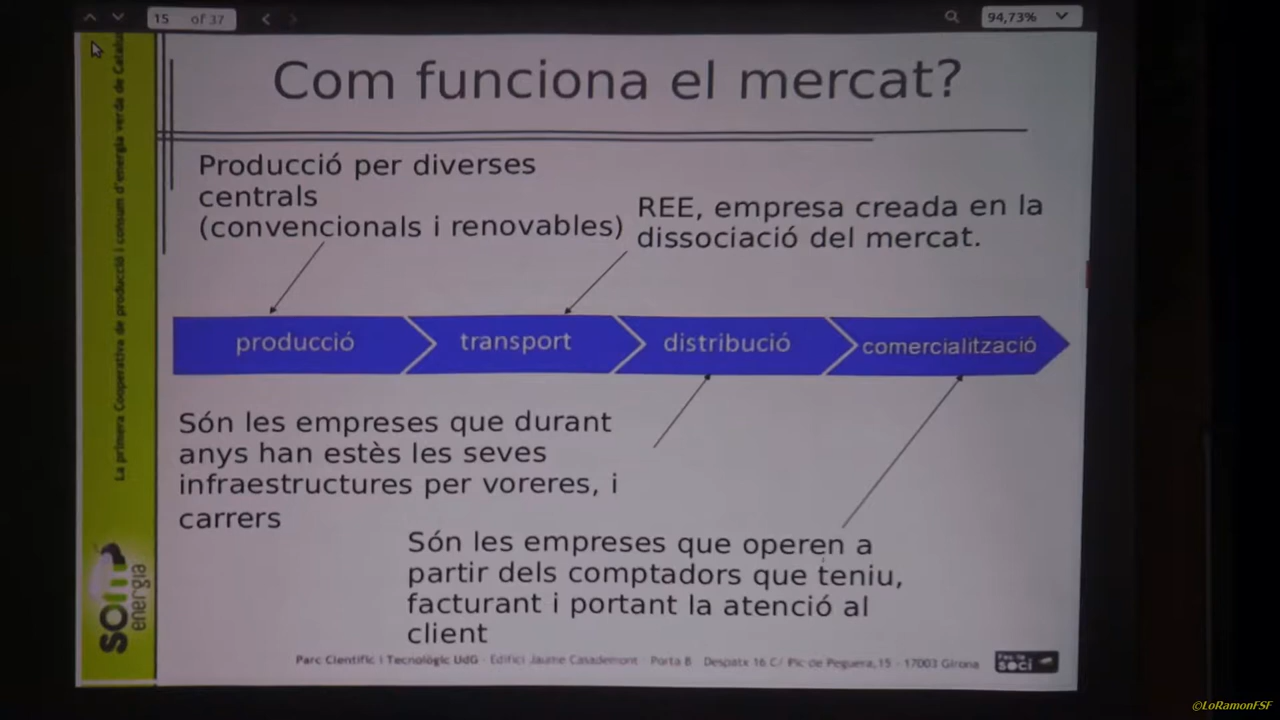 15 of 37
94,73%
Com funciona el mercat?
La primera Cooperativa de producció i consum d'energia verda de Catalu
Producció per diverses
centrals
(convencionals i renovables)
REE, empresa creada en la
dissociació del mercat.
producció
transport
distribució
comercialització
Són les empreses que durant
anys han estès les seves
infraestructures per voreres, i
carrers
Són les empreses que operen a
partir dels comptadors que teniu,
facturant i portant la atenció al
client
som
energia
Parc Científic i Tecnològic UdG - Edifici Jaume Casademont - Porta B - Despatx 16 C/ Pic de Peguera,15 - 17003 Girona
soci
©LoRamonFSF